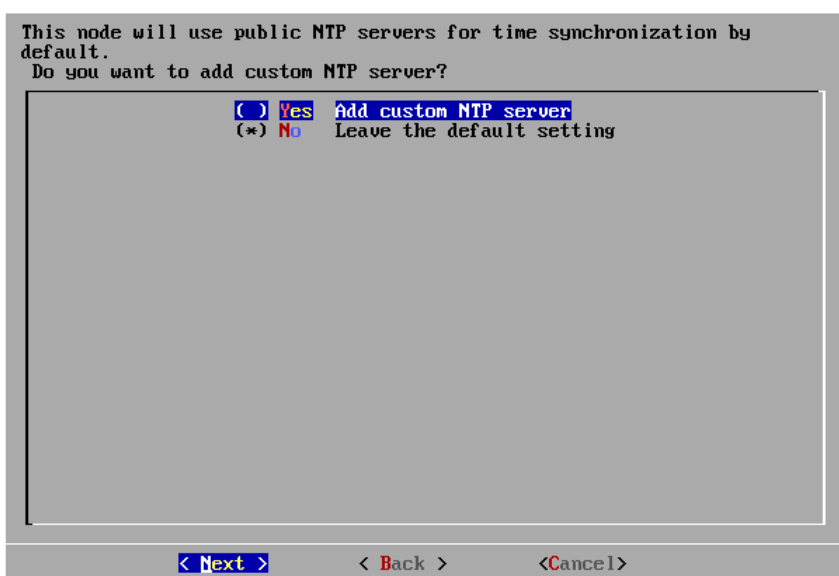 This node will use public NTP servers for time synchronization by
default.
Do you want to add custom NTP server?
( ) Yes Add custom NTP server
(*) No Leave the default setting
< Next > < Back > <Cancel>